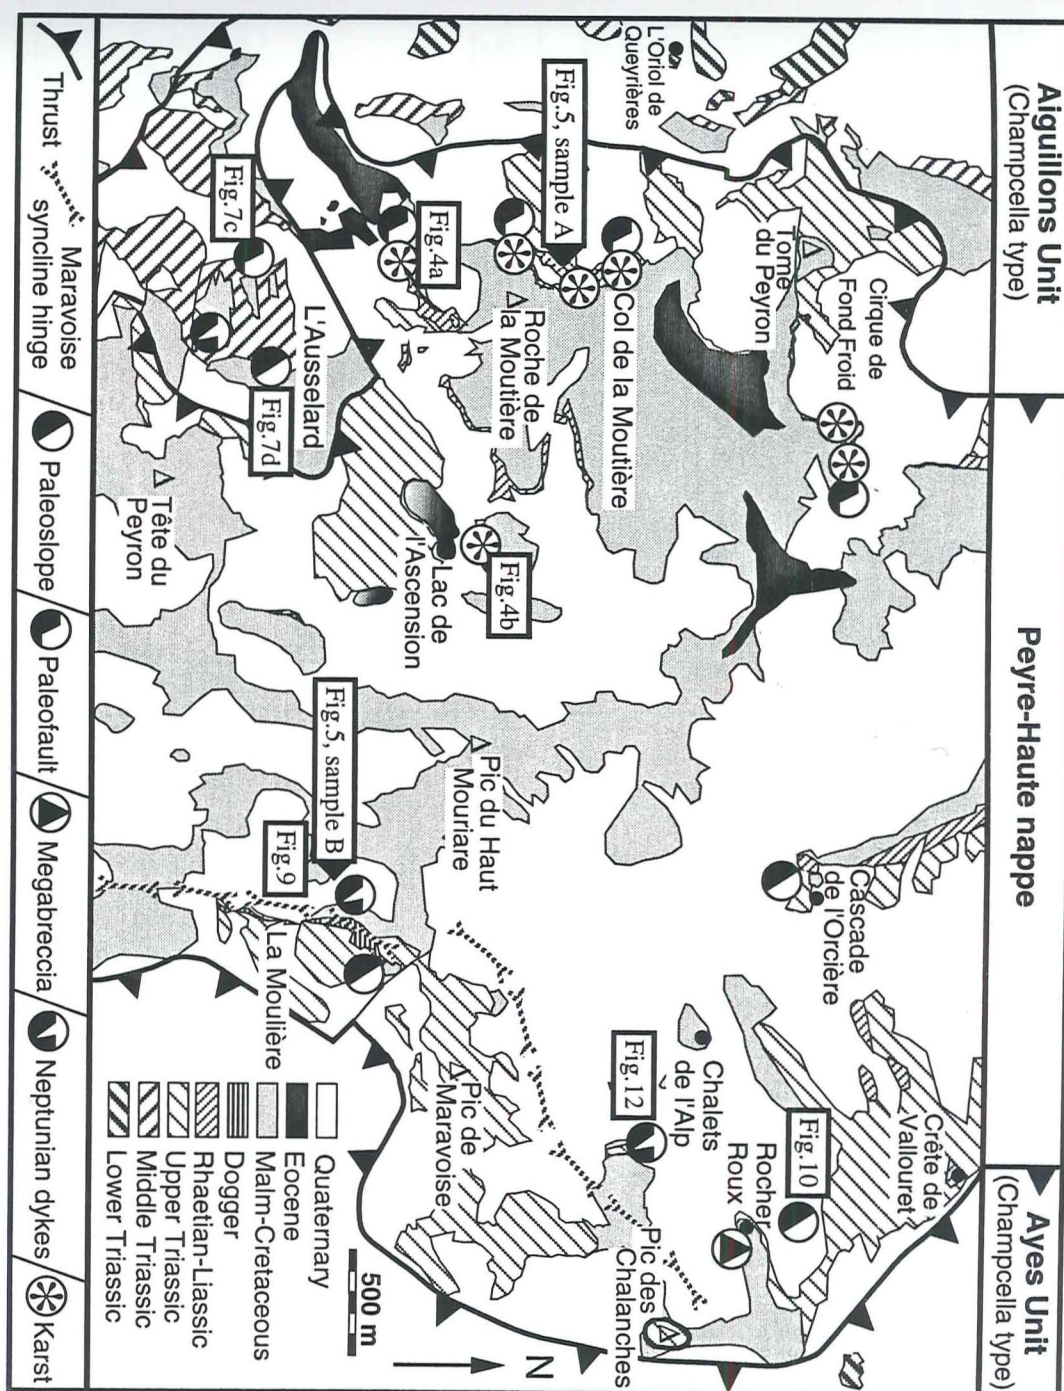 Aiguillons Unit
(Champcella type)
Peyre-Haute nappe
Ayes Unit
(Champcella type)
L'Oriol de
Queyrières
Tome
du Peyron
Cirque de
Fond Froid
Cascade
de l'Orcière
Crête de
Vallouret
Fig.5, sample A
Col de la Moutière
Chalets
de l'Alp
Rocher
Roux
Fig.10
Fig.12
Roche de
la Moutière
Fig.4a
Fig.4b
Lac de
l'Ascension
Pic du Haut
Mouriare
Pic de
Maravoise
Pic des
Chalanches
L'Ausselard
Fig.7c
Fig.7d
Tête du
Peyron
Fig.5, sample B
Fig.9
La Moulière
Quaternary
Eocene
Malm-Cretaceous
Dogger
Rhaetian-Liassic
Upper Triassic
Middle Triassic
Lower Triassic
500 m
N
Thrust
Maravoise
syncline hinge
Paleoslope
Paleofault
Megabreccia
Neptunian dykes
Karst